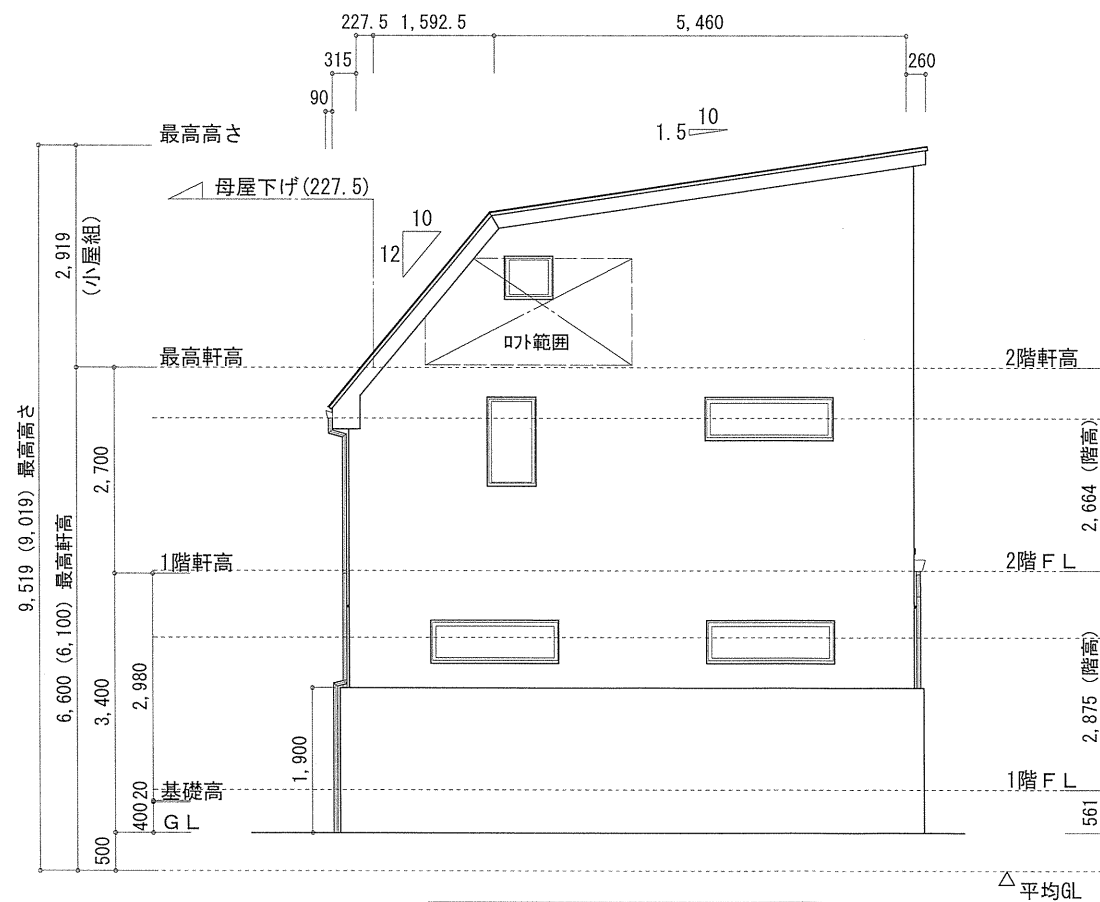 227.5 1,592.5
5,460
315
260
90
10
1.5
最高高さ
母屋下げ(227.5)
10
12
2,919
(小屋組)
ﾛﾌﾄ範囲
最高軒高
2階軒高
9,519 (9,019) 最高高さ
6,600 (6,100) 最高軒高
2,700
2,664 (階高)
1階軒高
2階FL
3,400
2,980
2,875 (階高)
1,900
基礎高
1階FL
20
400
GL
561
500
△平均GL